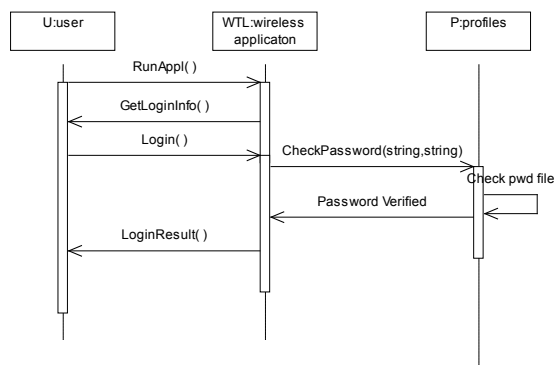 U:user
WTL:wireless
applicaton
P:profiles
RunAppl( )
GetLoginInfo( )
Login( )
CheckPassword(string,string)
Check pwd file
Password Verified
LoginResult( )